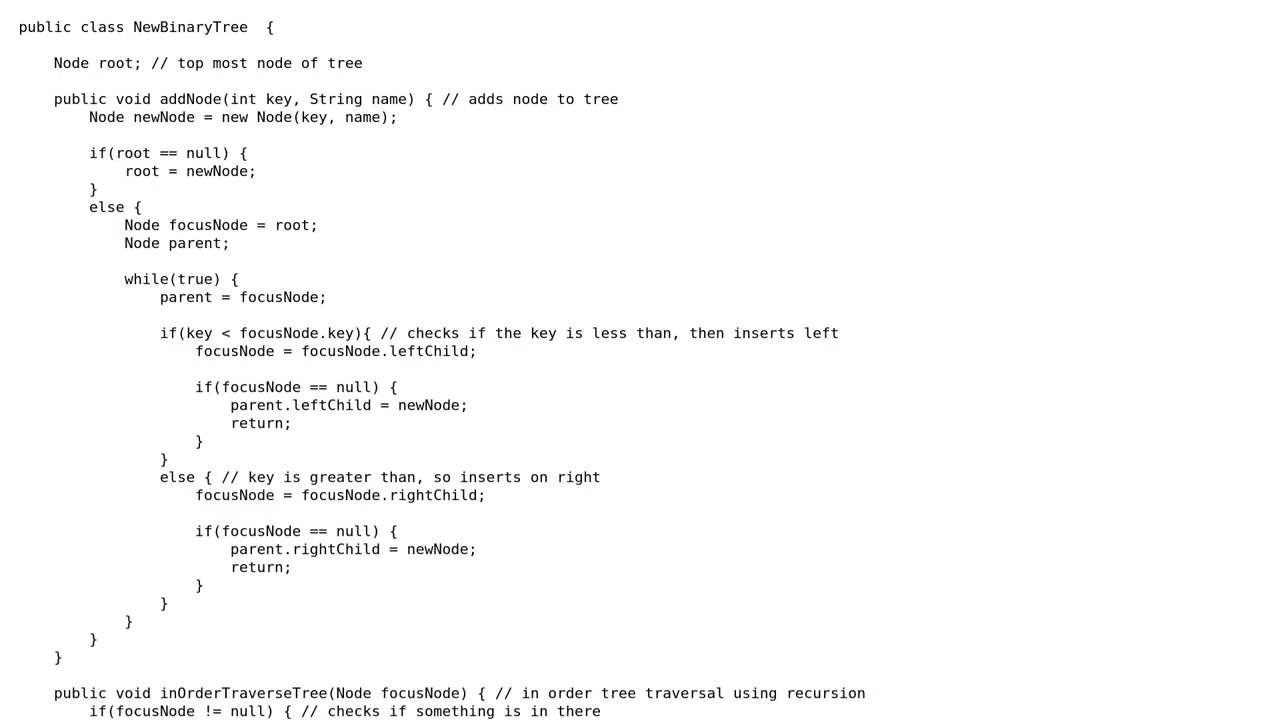 public class NewBinaryTree  {
    Node root; // top most node of tree
    public void addNode(int key, String name) { // adds node to tree
        Node newNode = new Node(key, name);
        if(root == null) {
            root = newNode;
        }
        else {
            Node focusNode = root;
            Node parent;
            while(true) {
                parent = focusNode;
                if(key < focusNode.key){ // checks if the key is less than, then inserts left
                    focusNode = focusNode.leftChild;
                    if(focusNode == null) {
                        parent.leftChild = newNode;
                        return;
                    }
                }
                else { // key is greater than, so inserts on right
                    focusNode = focusNode.rightChild;
                    if(focusNode == null) {
                        parent.rightChild = newNode;
                        return;
                    }
                }
            }
        }
    }
    public void inOrderTraverseTree(Node focusNode) { // in order tree traversal using recursion
        if(focusNode != null) { // checks if something is in there